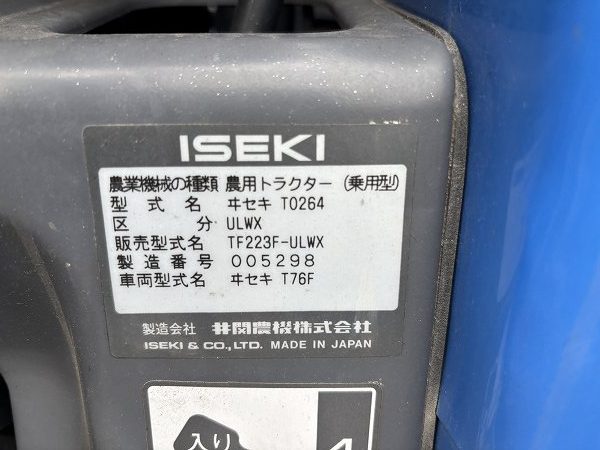 ISEKI
農業機械の種類 農用トラクター (乗用型)
型式名 ヰセキ T0264
区分 ULWX
販売型式名 TF223F-ULWX
製造番号 005298
車両型式名 ヰセキ T76F
製造会社 井関農機株式会社
ISEKI & CO., LTD. MADE IN JAPAN
入り